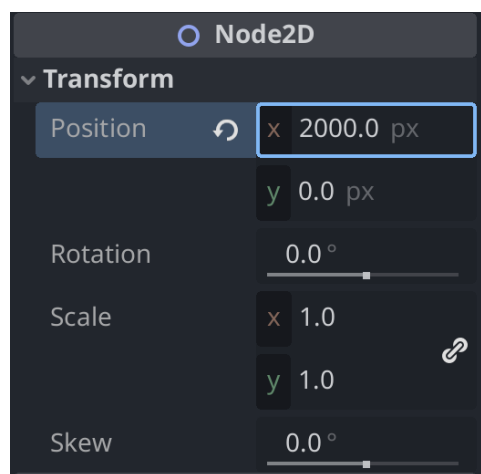 Node2D
Transform
Position x 2000.0 px
y 0.0 px
Rotation 0.0 °
Scale x 1.0
y 1.0
Skew 0.0 °